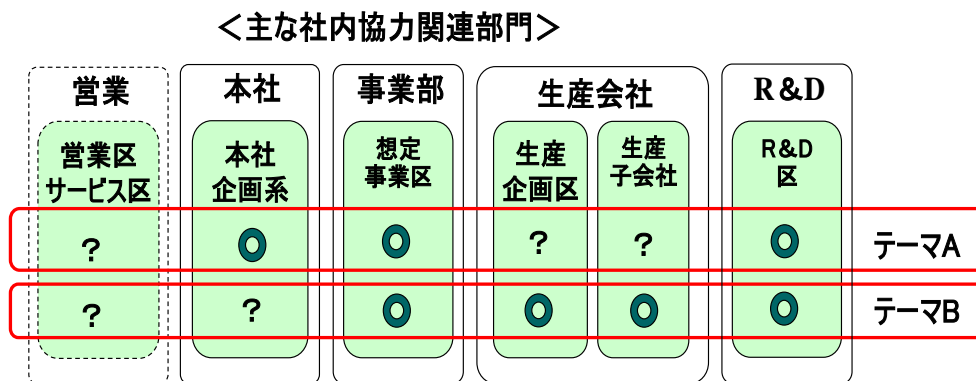 ＜主な社内協力関連部門＞
営業
本社
事業部
生産会社
R&D
営業区
サービス区
本社
企画系
想定
事業区
生産
企画区
生産
子会社
R&D
区
？ ◎ ◎ ？ ？ ◎ テーマA
？ ？ ◎ ◎ ◎ ◎ テーマB